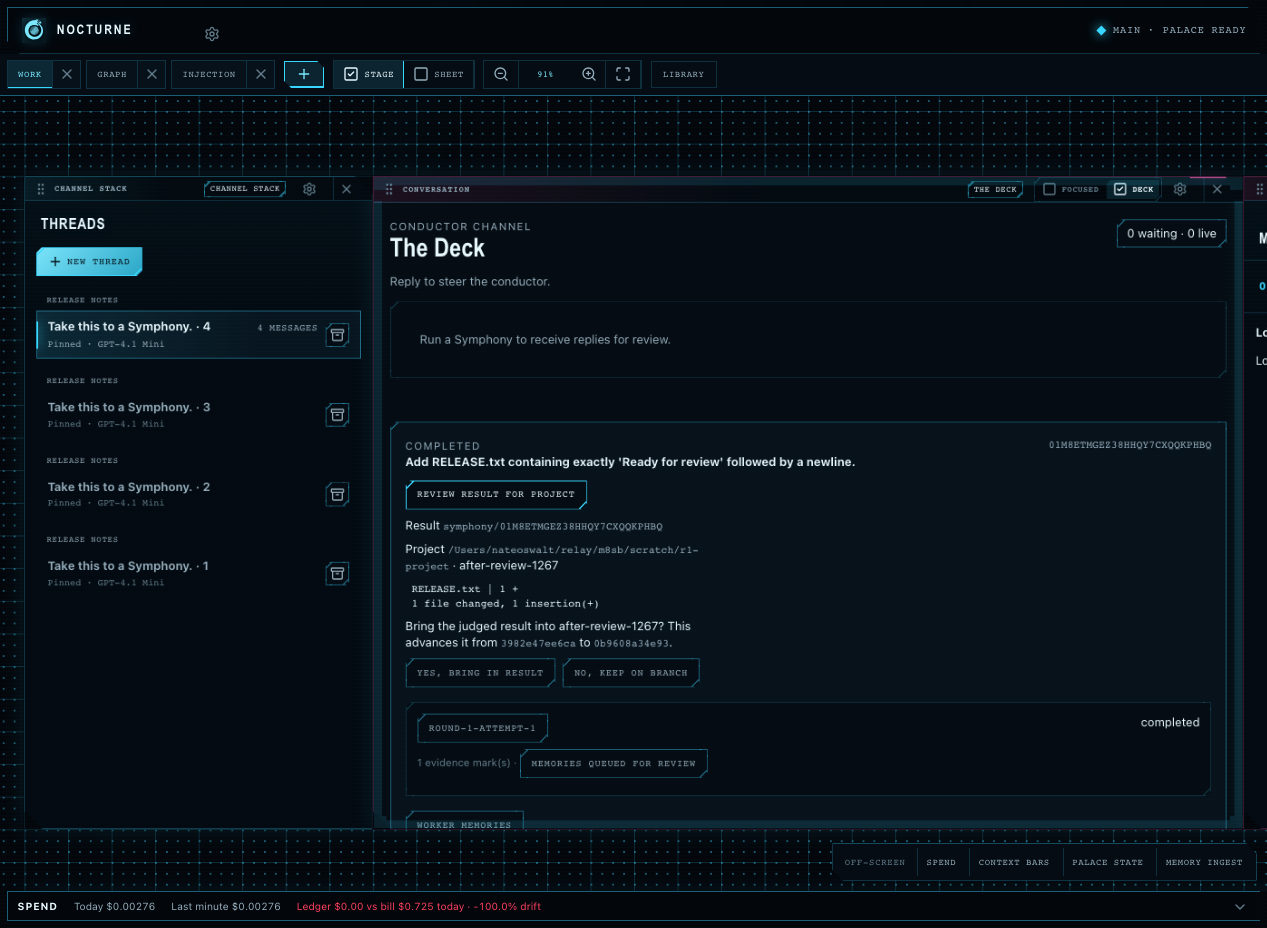 NOCTURNE
MAIN · PALACE READY
WORK
GRAPH
INJECTION
STAGE
SHEET
91%
LIBRARY
CHANNEL STACK
CHANNEL STACK
THREADS
+ NEW THREAD
RELEASE NOTES
Take this to a Symphony. · 4
4 MESSAGES
Pinned · GPT-4.1 Mini
RELEASE NOTES
Take this to a Symphony. · 3
Pinned · GPT-4.1 Mini
RELEASE NOTES
Take this to a Symphony. · 2
Pinned · GPT-4.1 Mini
RELEASE NOTES
Take this to a Symphony. · 1
Pinned · GPT-4.1 Mini
CONVERSATION
THE DECK
FOCUSED
DECK
CONDUCTOR CHANNEL
The Deck
0 waiting · 0 live
Reply to steer the conductor.
Run a Symphony to receive replies for review.
COMPLETED
01M8ETMGEZ38HHQY7CXQQKPHBQ
Add RELEASE.txt containing exactly 'Ready for review' followed by a newline.
REVIEW RESULT FOR PROJECT
Result symphony/01M8ETMGEZ38HHQY7CXQQKPHBQ
Project /Users/nateoswalt/relay/m8sb/scratch/r1-
project · after-review-1267
RELEASE.txt | 1 +
1 file changed, 1 insertion(+)
Bring the judged result into after-review-1267? This
advances it from 3982e47ee6ca to 0b9608a34e93.
YES, BRING IN RESULT
NO, KEEP ON BRANCH
ROUND-1-ATTEMPT-1
completed
1 evidence mark(s) ·
MEMORIES QUEUED FOR REVIEW
WORKER MEMORIES
OFF-SCREEN
SPEND
CONTEXT BARS
PALACE STATE
MEMORY INGEST
SPEND
Today $0.00276
Last minute $0.00276
Ledger $0.00 vs bill $0.725 today · -100.0% drift